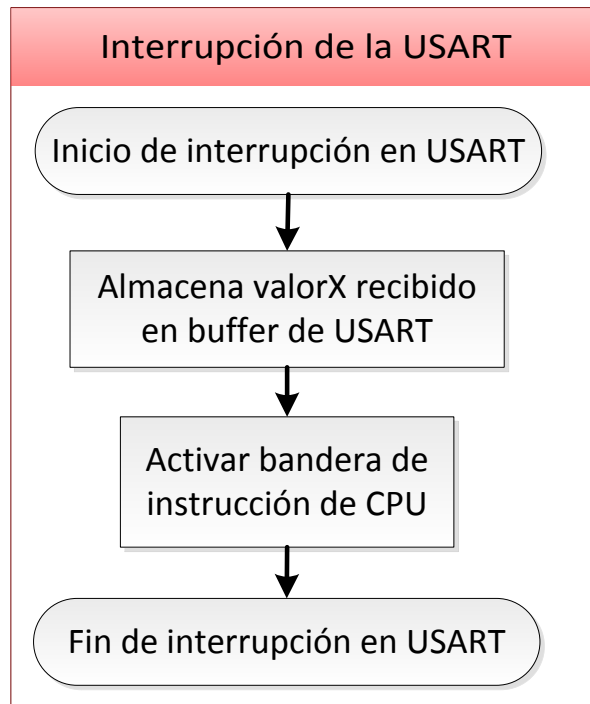 Interrupción de la USART
Inicio de interrupción en USART
Almacena valorX recibido
en buffer de USART
Activar bandera de
instrucción de CPU
Fin de interrupción en USART